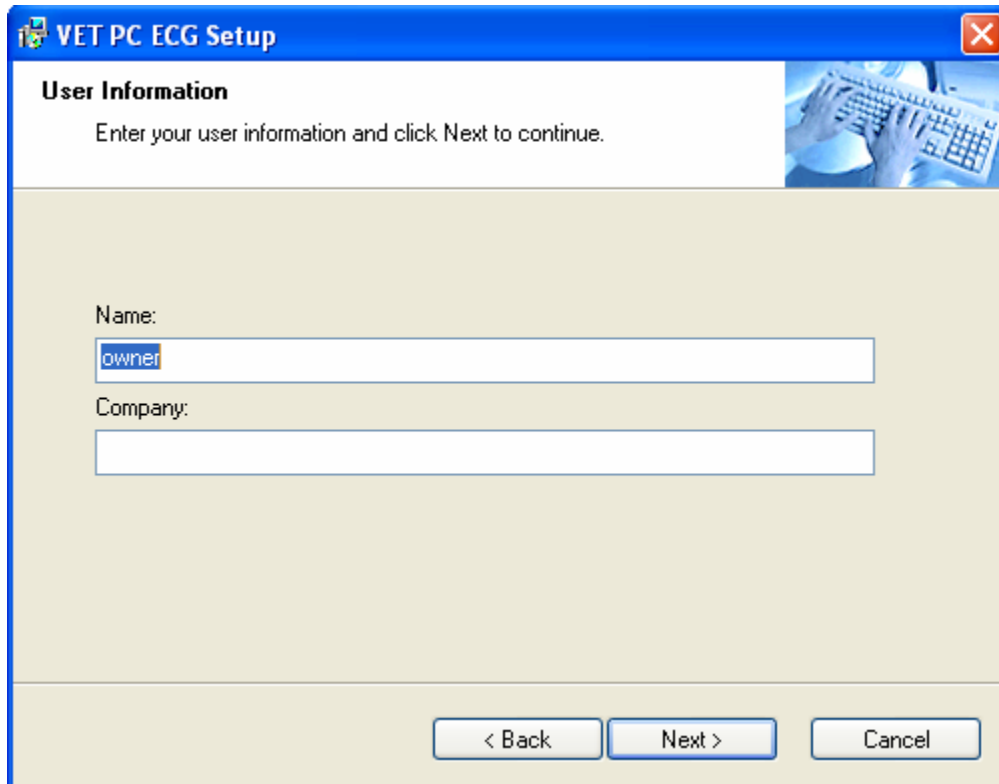 VET PC ECG Setup
User Information
Enter your user information and click Next to continue.
Name:
owner
Company:
< Back Next > Cancel